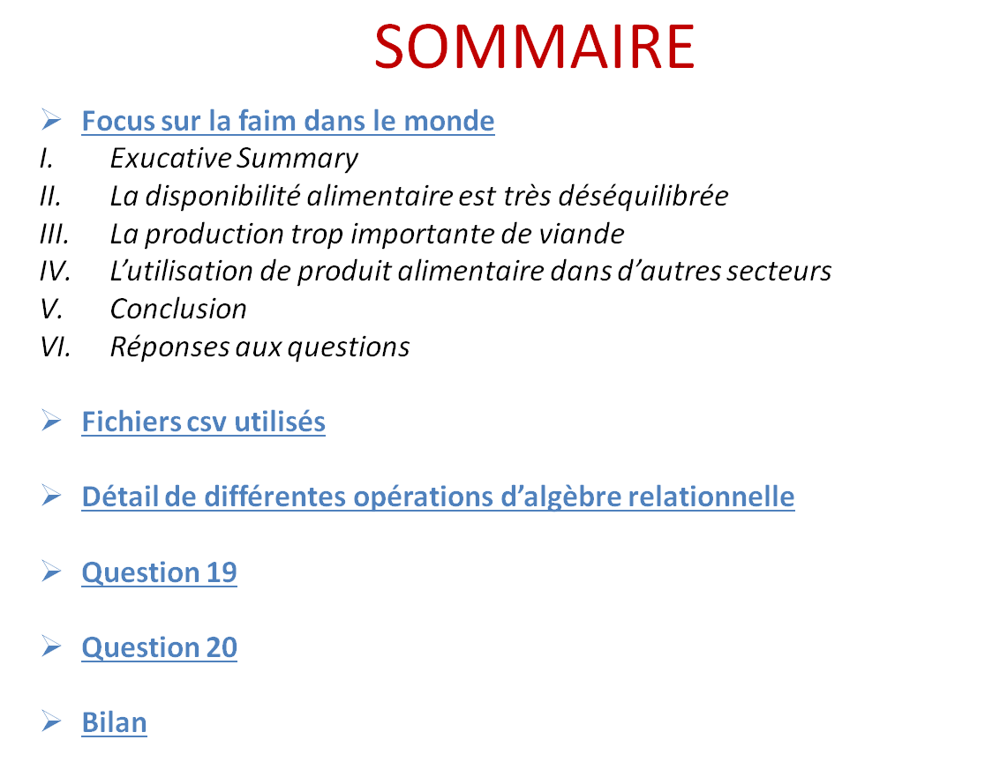 SOMMAIRE
➢ Focus sur la faim dans le monde
I. Exucative Summary
II. La disponibilité alimentaire est très déséquilibrée
III. La production trop importante de viande
IV. L’utilisation de produit alimentaire dans d’autres secteurs
V. Conclusion
VI. Réponses aux questions
➢ Fichiers csv utilisés
➢ Détail de différentes opérations d’algèbre relationnelle
➢ Question 19
➢ Question 20
➢ Bilan